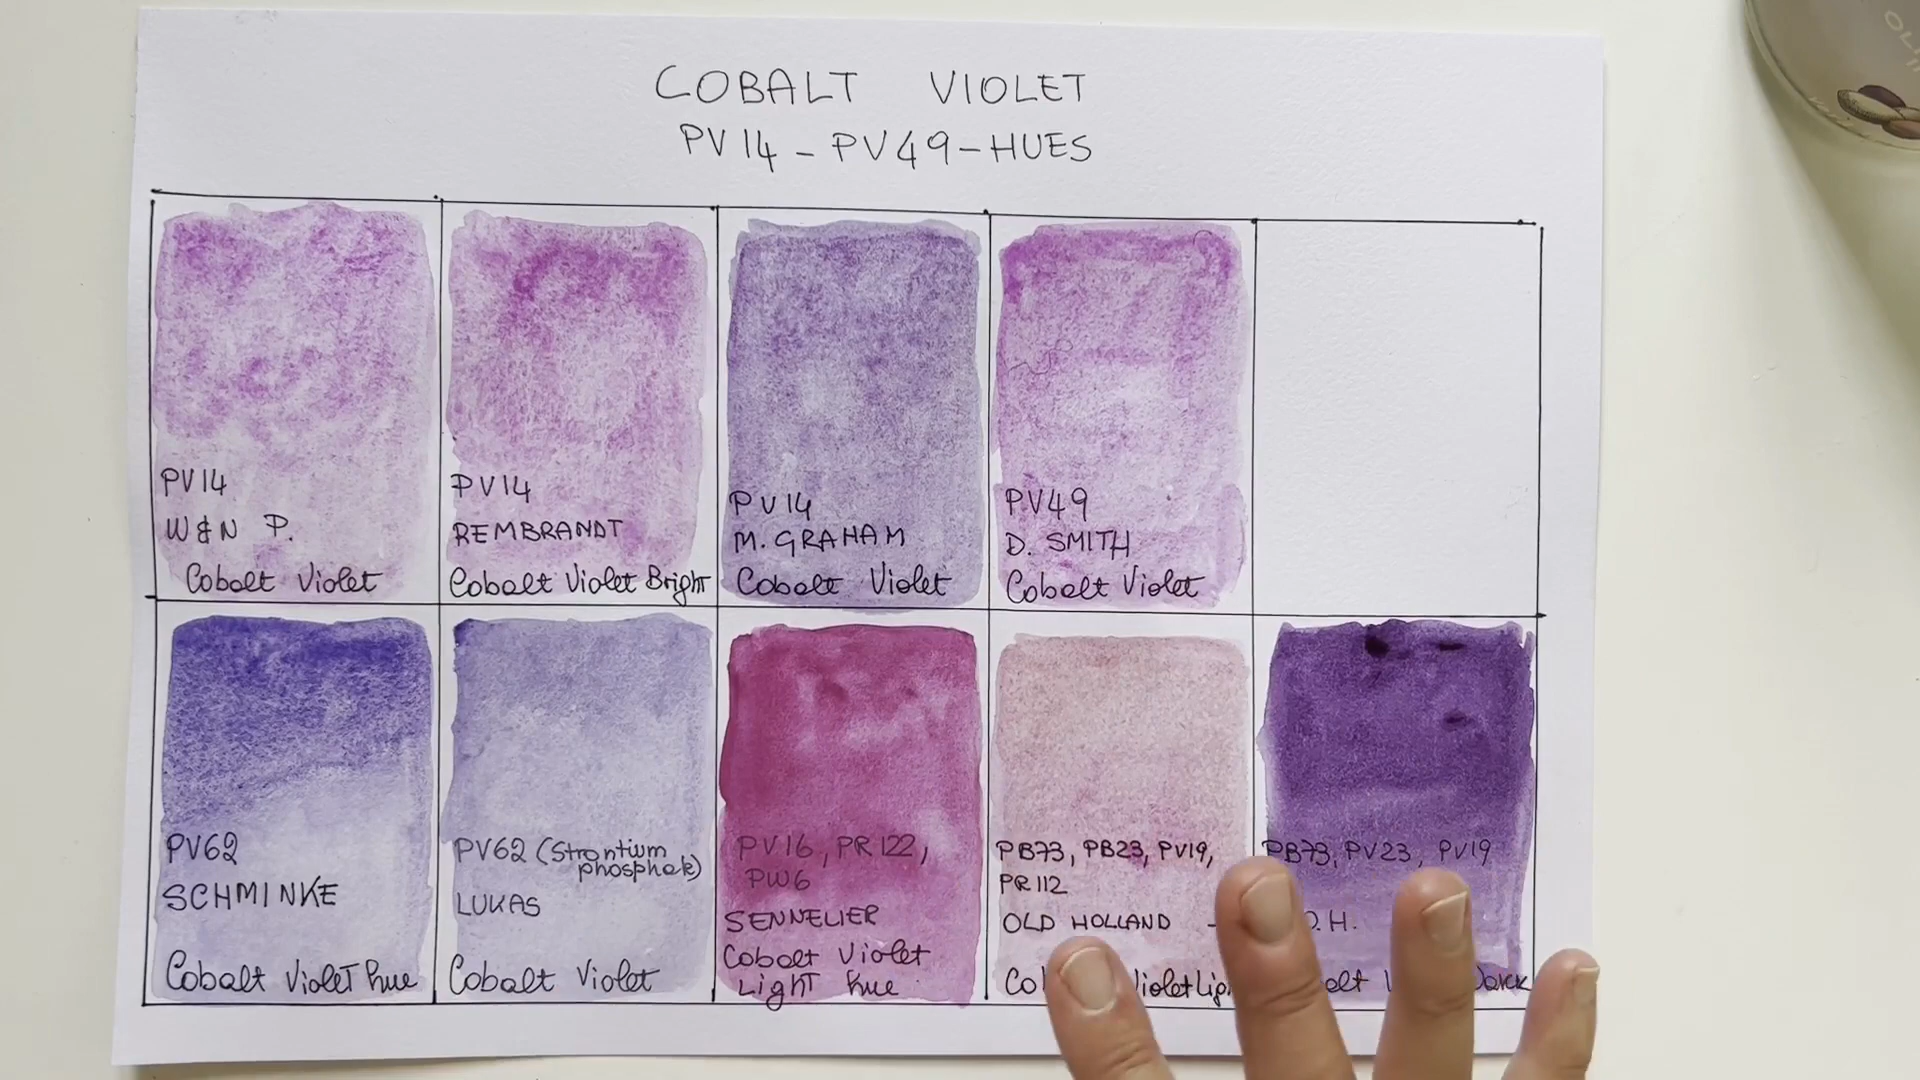 COBALT VIOLET
PV14 - PV49 - HUES
PV14
W&N P.
Cobalt Violet
PV14
REMBRANDT
Cobalt Violet Bright
PV14
M. GRAHAM
Cobalt Violet
PV49
D. SMITH
Cobalt Violet
PV62
SCHMINKE
Cobalt Violet hue
PV62 (Strontium
phosphate)
LUKAS
Cobalt Violet
PV16, PR122,
PW6
SENNELIER
Cobalt Violet
Light hue
PB73, PB23, PV19,
PR112
OLD HOLLAND -
Violet
PB73, PV23, PV19
O.H.
Dark